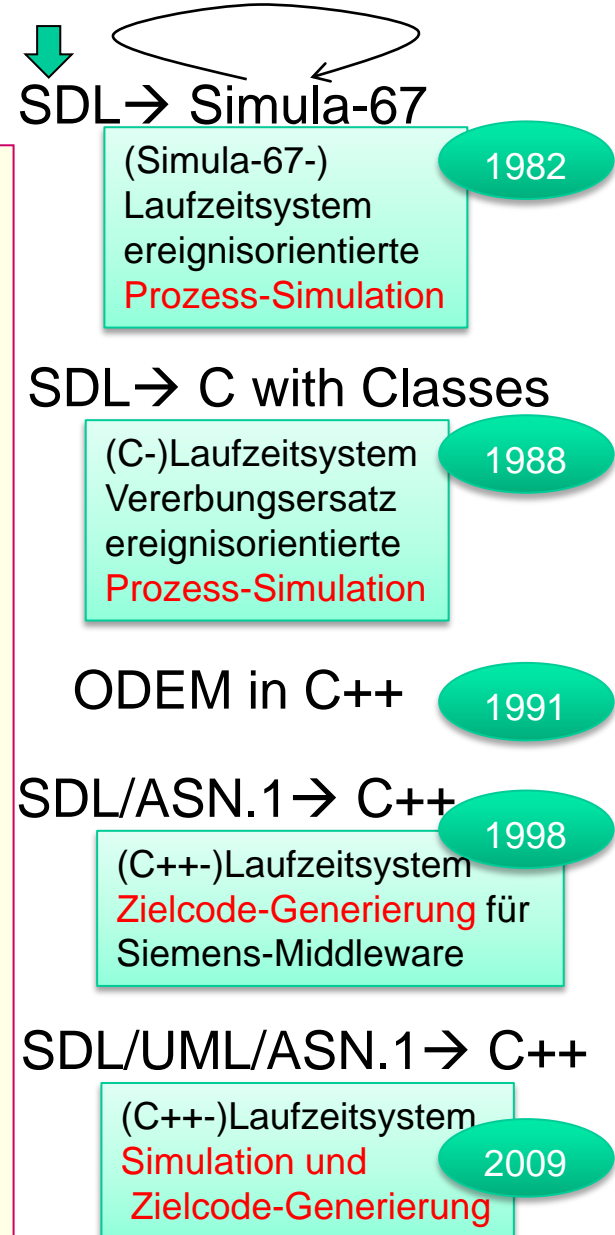 SDL→ Simula-67
1982
(Simula-67-)
Laufzeitsystem
ereignisorientierte
Prozess-Simulation
SDL→ C with Classes
1988
(C-)Laufzeitsystem
Vererbungsersatz
ereignisorientierte
Prozess-Simulation
ODEM in C++
1991
SDL/ASN.1→ C++
1998
(C++-)Laufzeitsystem
Zielcode-Generierung für
Siemens-Middleware
SDL/UML/ASN.1→ C++
(C++-)Laufzeitsystem
Simulation und
2009
Zielcode-Generierung